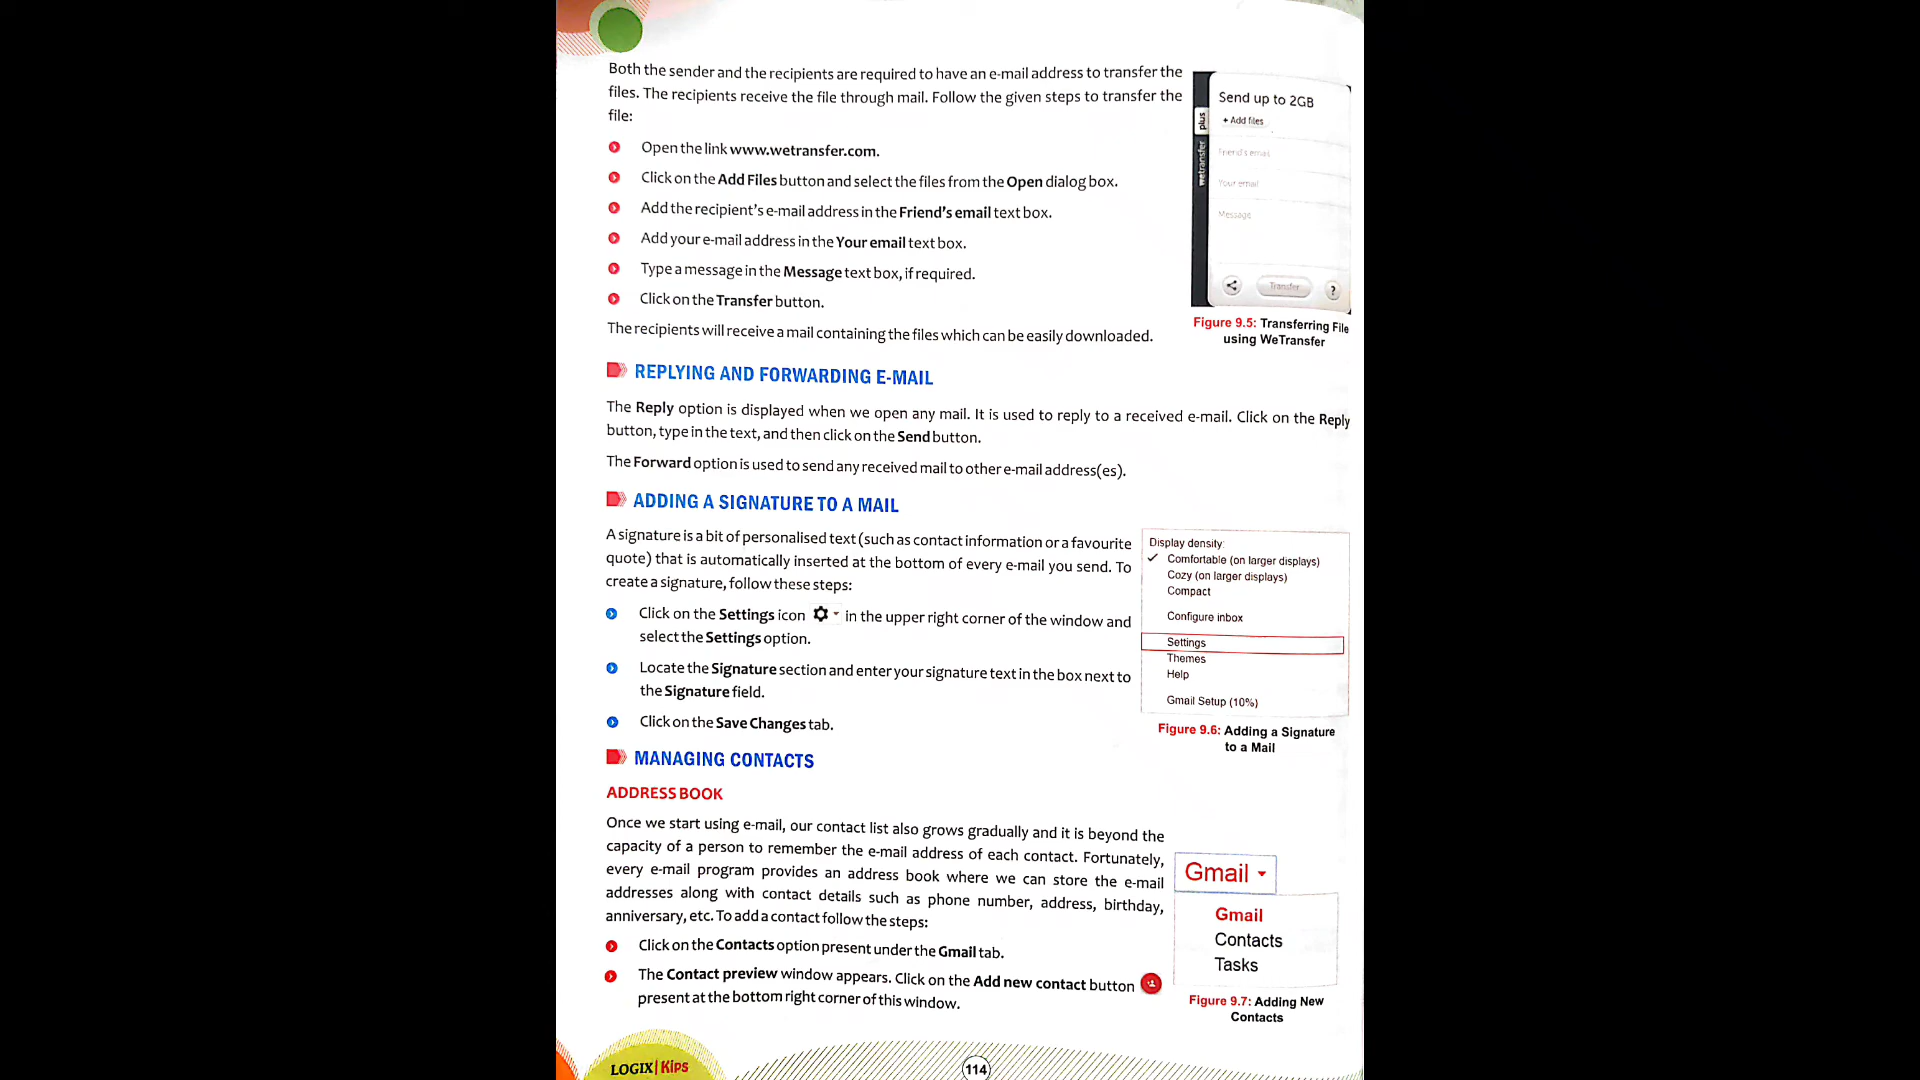 Both the sender and the recipients are required to have an e-mail address to transfer the
files. The recipients receive the file through mail. Follow the given steps to transfer the
file:
Open the link www.wetransfer.com.
Click on the Add Files button and select the files from the Open dialog box.
Add the recipient's e-mail address in the Friend's email text box.
Add your e-mail address in the Your email text box.
Type a message in the Message text box, if required.
Click on the Transfer button.
The recipients will receive a mail containing the files which can be easily downloaded.
Send up to 2GB
+ Add files
Friend's email
Your email
Message
Transfer
?
wetransfer plus
Figure 9.5: Transferring File
using WeTransfer
REPLYING AND FORWARDING E-MAIL
The Reply option is displayed when we open any mail. It is used to reply to a received e-mail. Click on the Reply
button, type in the text, and then click on the Send button.
The Forward option is used to send any received mail to other e-mail address(es).
ADDING A SIGNATURE TO A MAIL
A signature is a bit of personalised text (such as contact information or a favourite
quote) that is automatically inserted at the bottom of every e-mail you send. To
create a signature, follow these steps:
Click on the Settings icon in the upper right corner of the window and
select the Settings option.
Locate the Signature section and enter your signature text in the box next to
the Signature field.
Click on the Save Changes tab.
Display density:
Comfortable (on larger displays)
Cozy (on larger displays)
Compact
Configure inbox
Settings
Themes
Help
Gmail Setup (10%)
Figure 9.6: Adding a Signature
to a Mail
MANAGING CONTACTS
ADDRESS BOOK
Once we start using e-mail, our contact list also grows gradually and it is beyond the
capacity of a person to remember the e-mail address of each contact. Fortunately,
every e-mail program provides an address book where we can store the e-mail
addresses along with contact details such as phone number, address, birthday,
anniversary, etc. To add a contact follow the steps:
Click on the Contacts option present under the Gmail tab.
The Contact preview window appears. Click on the Add new contact button
present at the bottom right corner of this window.
Gmail
Gmail
Contacts
Tasks
Figure 9.7: Adding New
Contacts
LOGIX|Kips
114